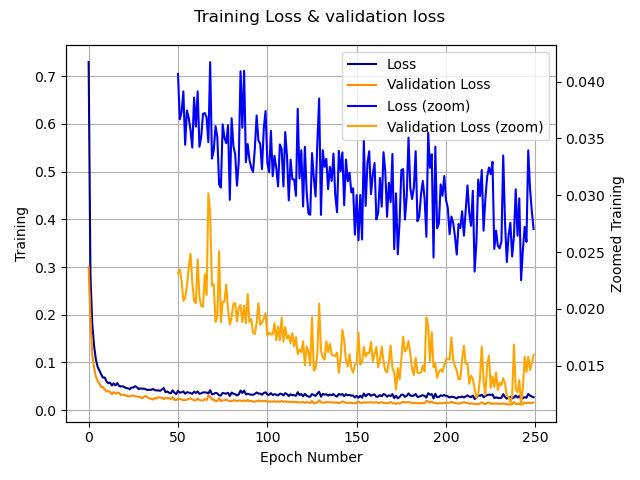 Training Loss & validation loss
Loss
Validation Loss
Loss (zoom)
Validation Loss (zoom)
Training
0.7
0.6
0.5
0.4
0.3
0.2
0.1
0.0
0.040
0.035
0.030
0.025
0.020
0.015
Zoomed Training
0
50
100
150
200
250
Epoch Number